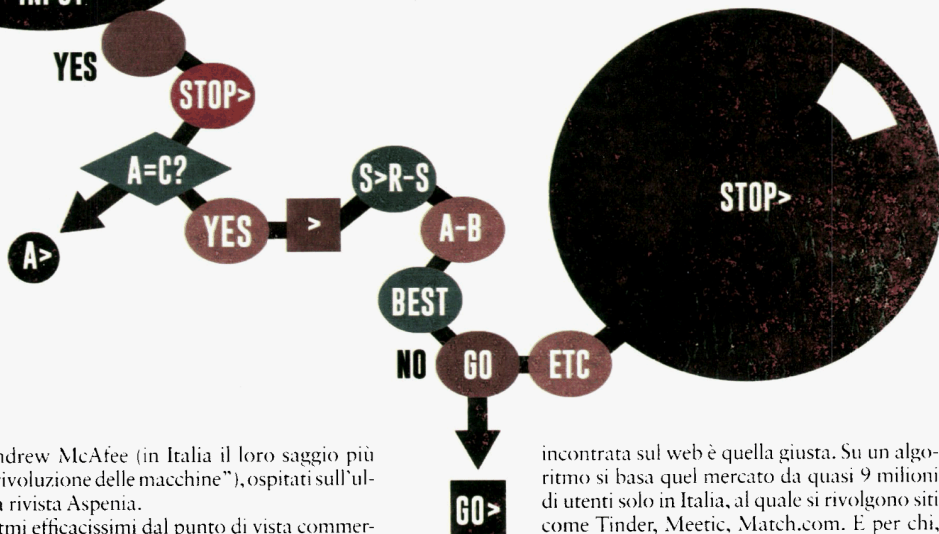 INPUT
YES
STOP>
A=C?
A>
YES
>
S>R-S
A-B
BEST
NO
GO
ETC
STOP>
GO>
ndrew McAfee (in Italia il loro saggio più
rivoluzione delle macchine"), ospitati sull'ul-
a rivista Aspenia.
tmi efficacissimi dal punto di vista commer-
incontrata sul web è quella giusta. Su un algo-
ritmo si basa quel mercato da quasi 9 milioni
di utenti solo in Italia, al quale si rivolgono siti
come Tinder, Meetic, Match.com. E per chi,